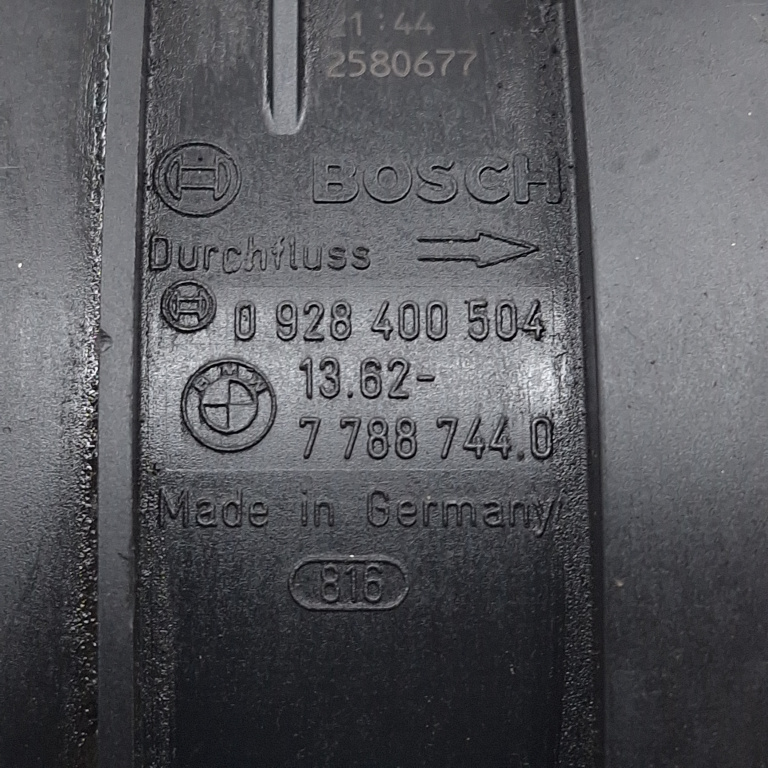 21:44
2580677
BOSCH
Durchfluss
0 928 400 504
BMW
13.62-
7 788 744.0
Made in Germany
816